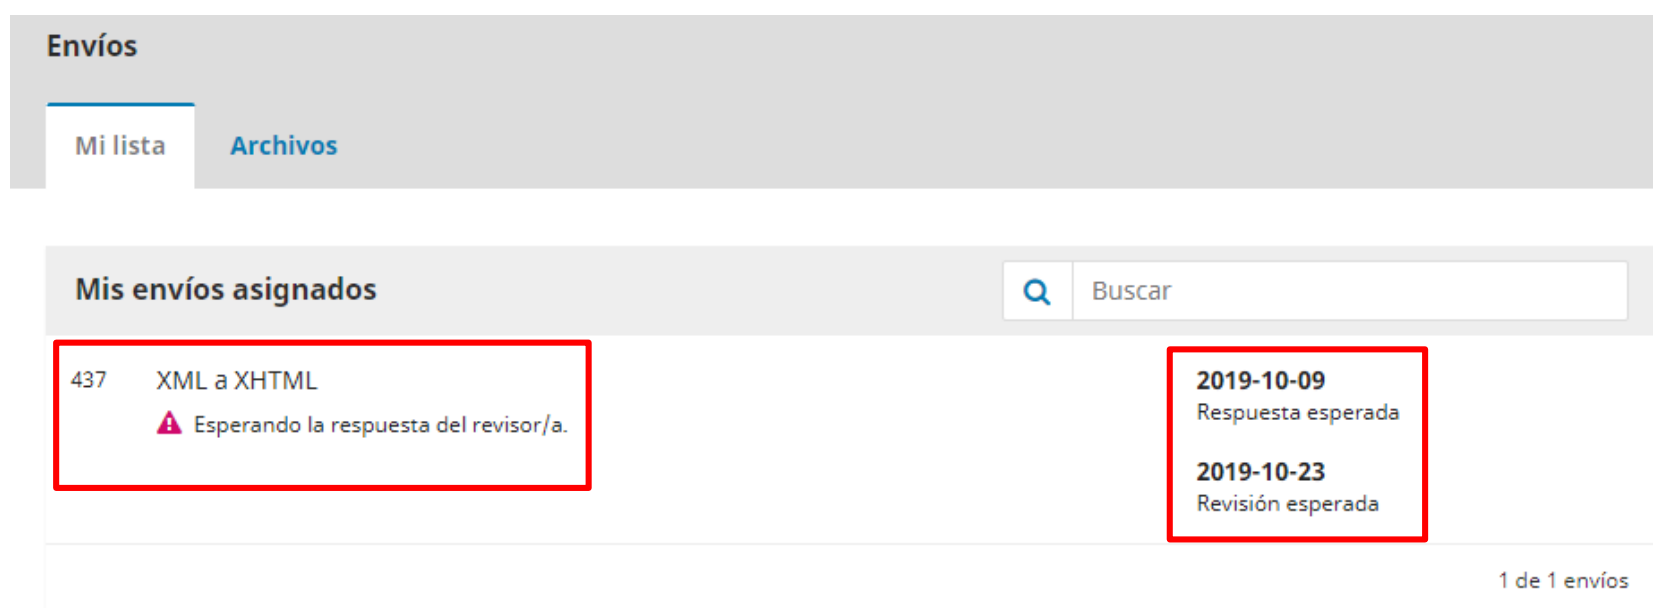 Envíos
Mi lista
Archivos
Mis envíos asignados
Buscar
437 XML a XHTML
Esperando la respuesta del revisor/a.
2019-10-09
Respuesta esperada
2019-10-23
Revisión esperada
1 de 1 envíos